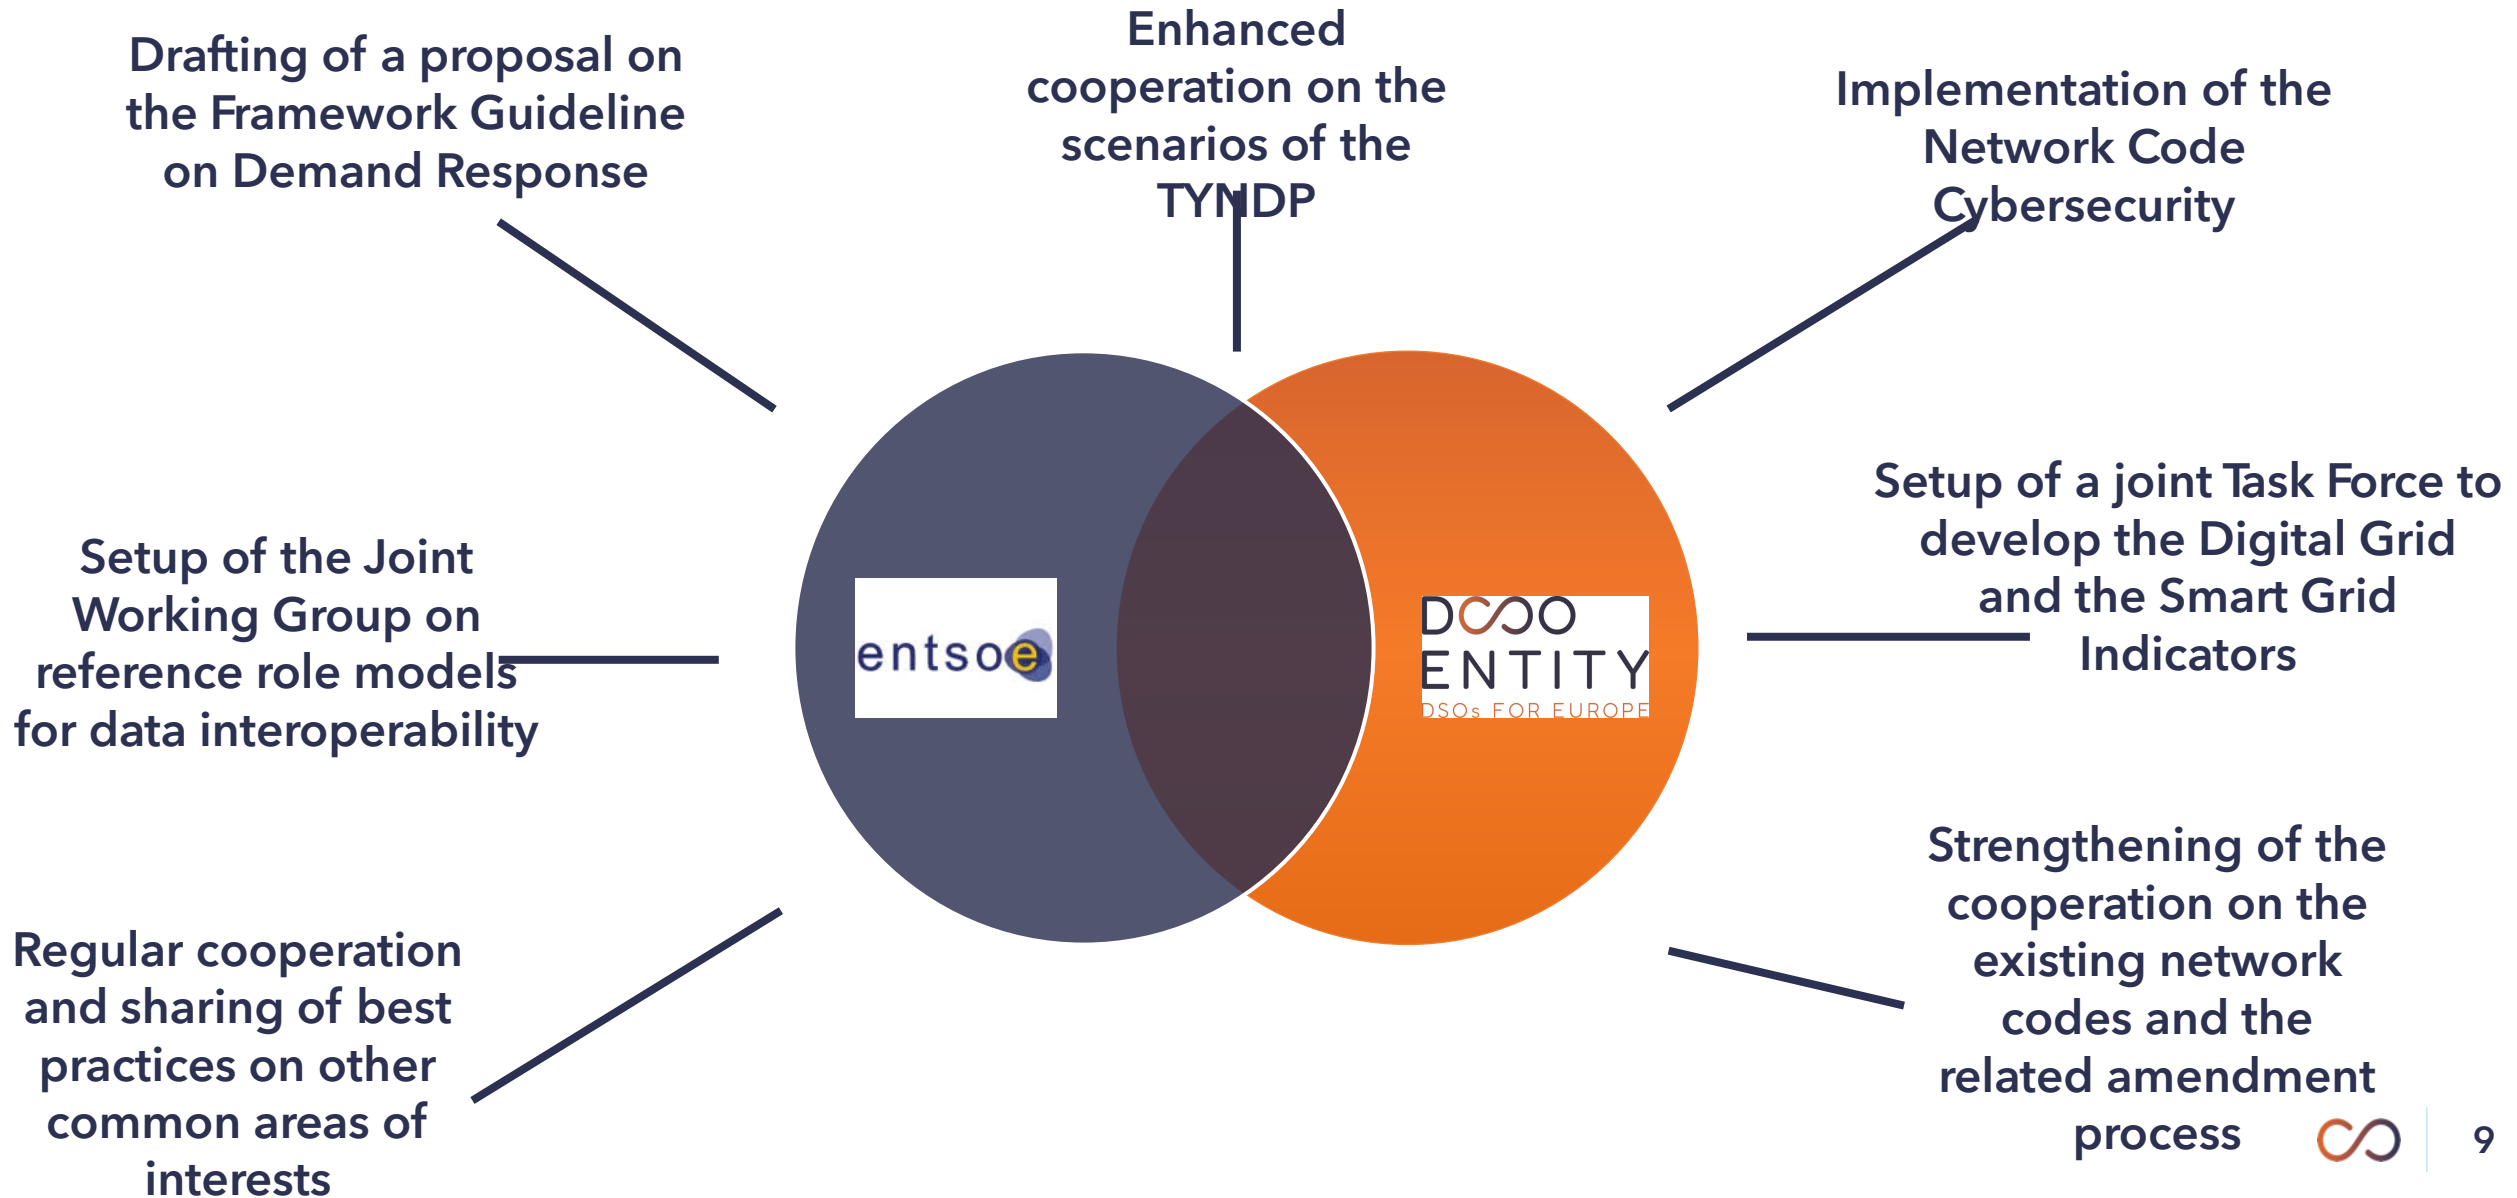 Drafting of a proposal on
the Framework Guideline
on Demand Response
Enhanced
cooperation on the
scenarios of the
TYNDP
Implementation of the
Network Code
Cybersecurity
Setup of the Joint
Working Group on
reference role models
for data interoperability
entsoe
DSO
ENTITY
DSOs FOR EUROPE
Setup of a joint Task Force to
develop the Digital Grid
and the Smart Grid
Indicators
Regular cooperation
and sharing of best
practices on other
common areas of
interests
Strengthening of the
cooperation on the
existing network
codes and the
related amendment
process
9